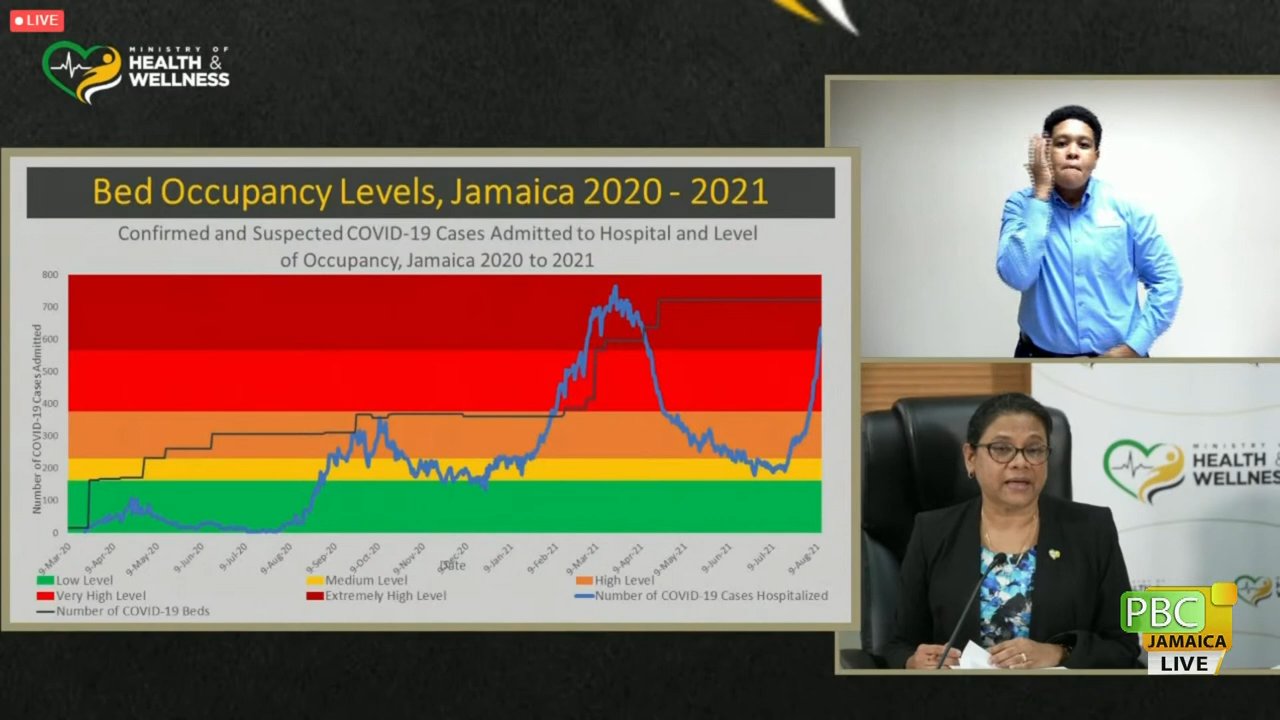 LIVE
MINISTRY OF
HEALTH &
WELLNESS
Bed Occupancy Levels, Jamaica 2020 - 2021
Confirmed and Suspected COVID-19 Cases Admitted to Hospital and Level
of Occupancy, Jamaica 2020 to 2021
Number of COVID-19 Cases Admitted
800
700
600
500
400
300
200
100
0
9-Mar-20
9-Apr-20
9-May-20
9-Jun-20
9-Jul-20
9-Aug-20
9-Sep-20
9-Oct-20
9-Nov-20
9-Dec-20
9-Jan-21
9-Feb-21
9-Mar-21
9-Apr-21
9-May-21
9-Jun-21
9-Jul-21
9-Aug-21
Date
Low Level
Medium Level
High Level
Very High Level
Extremely High Level
Number of COVID-19 Cases Hospitalized
Number of COVID-19 Beds
MINISTRY
HEALTH
WELLNES
PBC
JAMAICA
LIVE